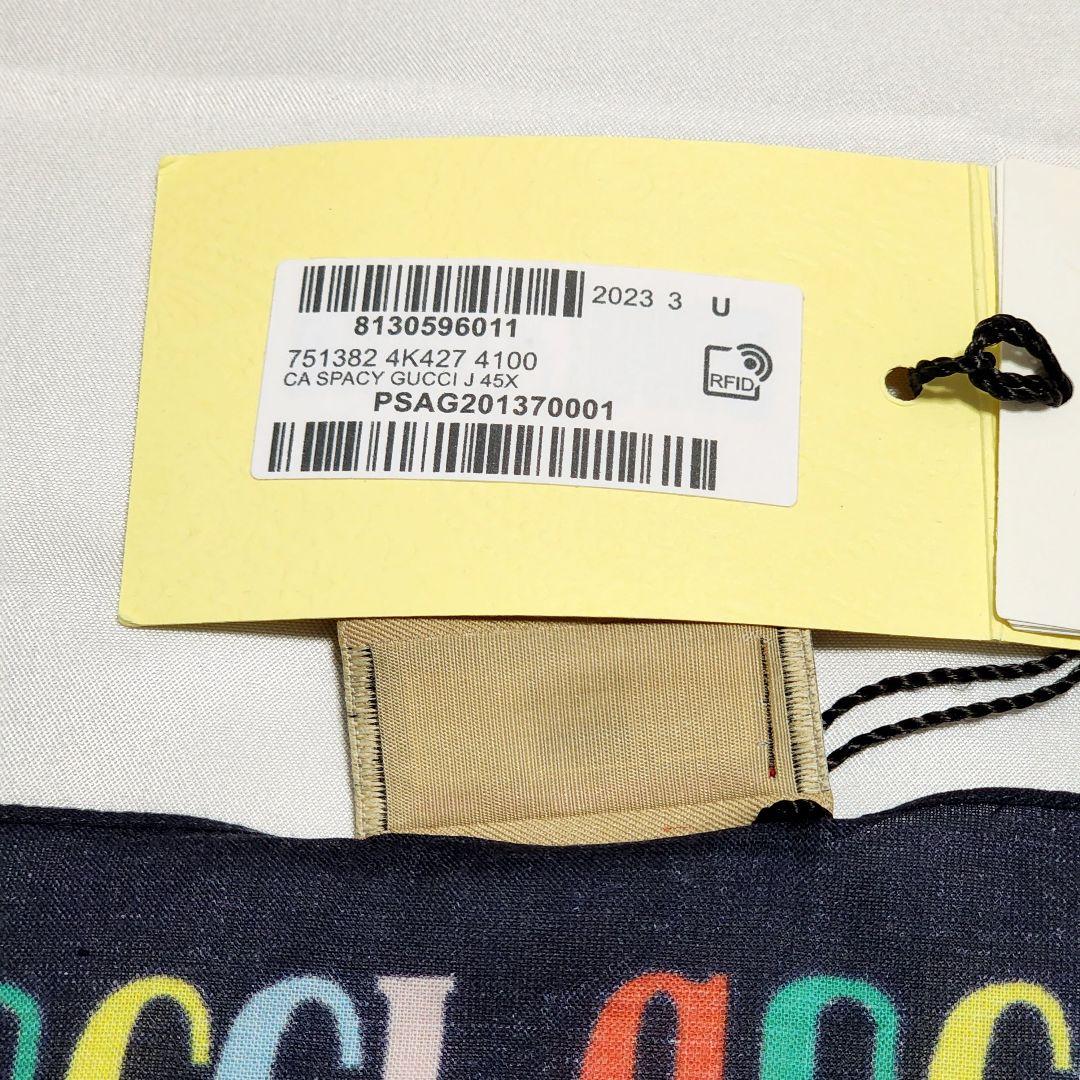 2023 3 U
8130596011
751382 4K427 4100
CA SPACY GUCCI J 45X
RFID
PSAG201370001